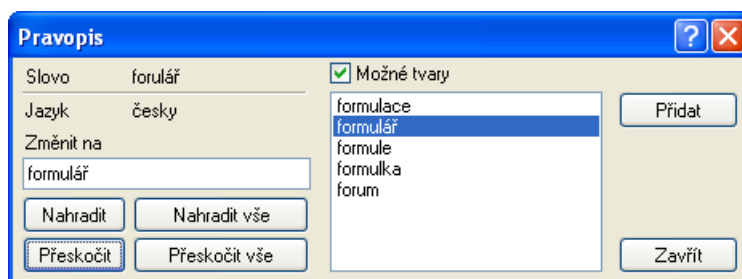 Pravopis
Slovo forulář
Jazyk česky
Změnit na
formulář
Nahradit Nahradit vše
Přeskočit Přeskočit vše
Možné tvary
formulace
formulář
formule
formulka
forum
Přidat
Zavřít